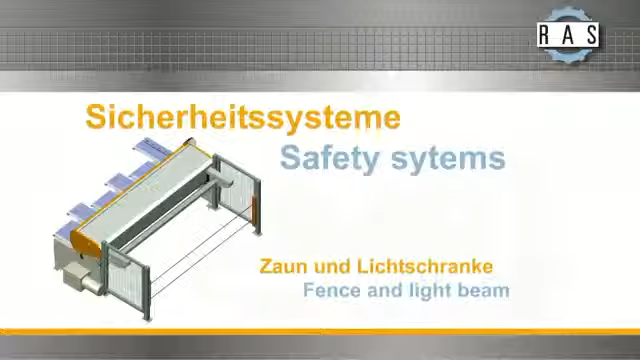 RAS
Sicherheitssysteme
Safety sytems
Zaun und Lichtschranke
Fence and light beam